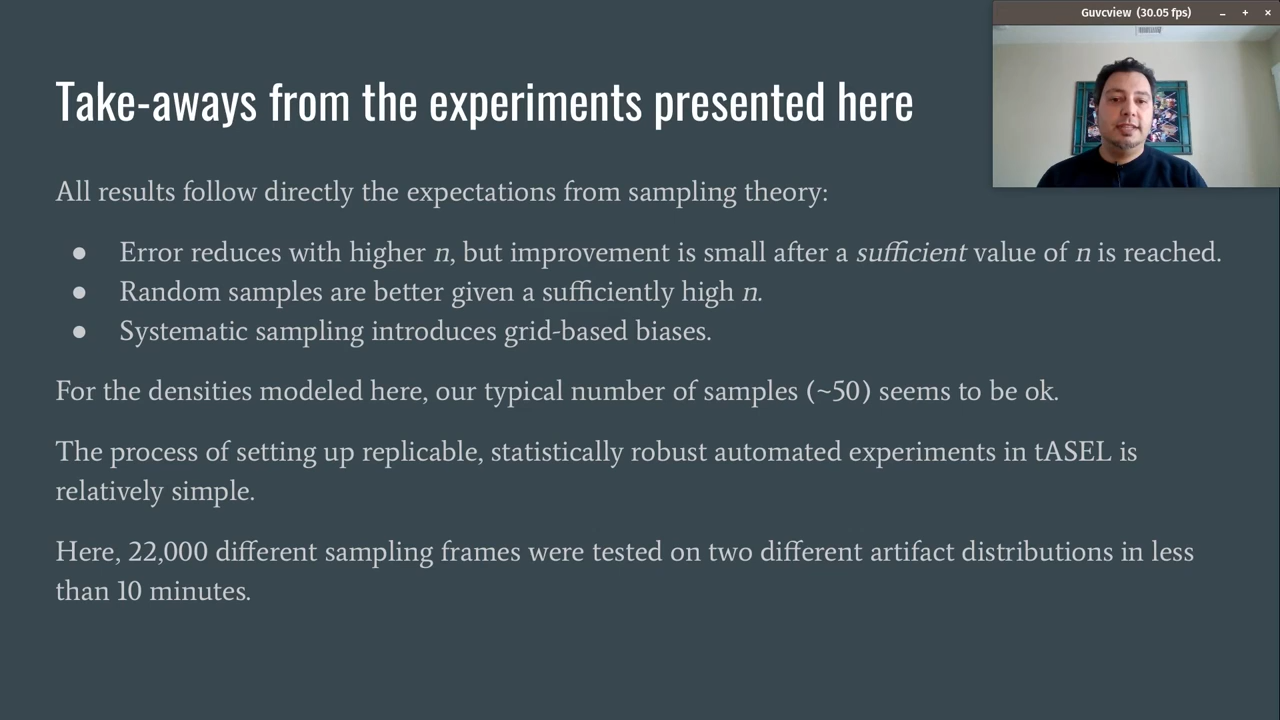 Guvcview (30.05 fps)
Take-aways from the experiments presented here
All results follow directly the expectations from sampling theory:
● Error reduces with higher n, but improvement is small after a sufficient value of n is reached.
● Random samples are better given a sufficiently high n.
● Systematic sampling introduces grid-based biases.
For the densities modeled here, our typical number of samples (~50) seems to be ok.
The process of setting up replicable, statistically robust automated experiments in tASEL is
relatively simple.
Here, 22,000 different sampling frames were tested on two different artifact distributions in less
than 10 minutes.